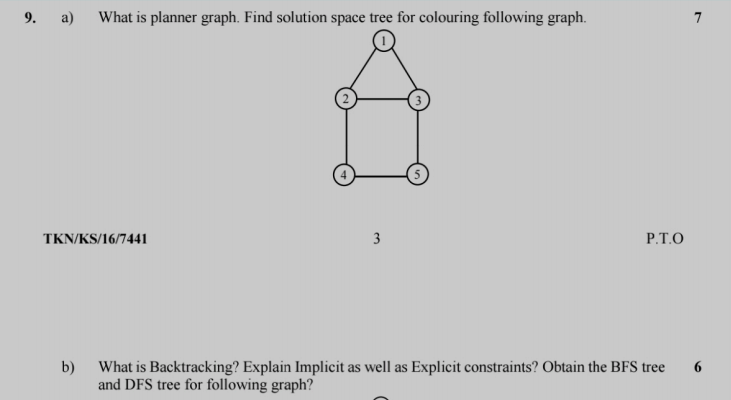 9. a) What is planner graph. Find solution space tree for colouring following graph. 7
1
2 3
4 5
TKN/KS/16/7441 3 P.T.O
b) What is Backtracking? Explain Implicit as well as Explicit constraints? Obtain the BFS tree 6
and DFS tree for following graph?